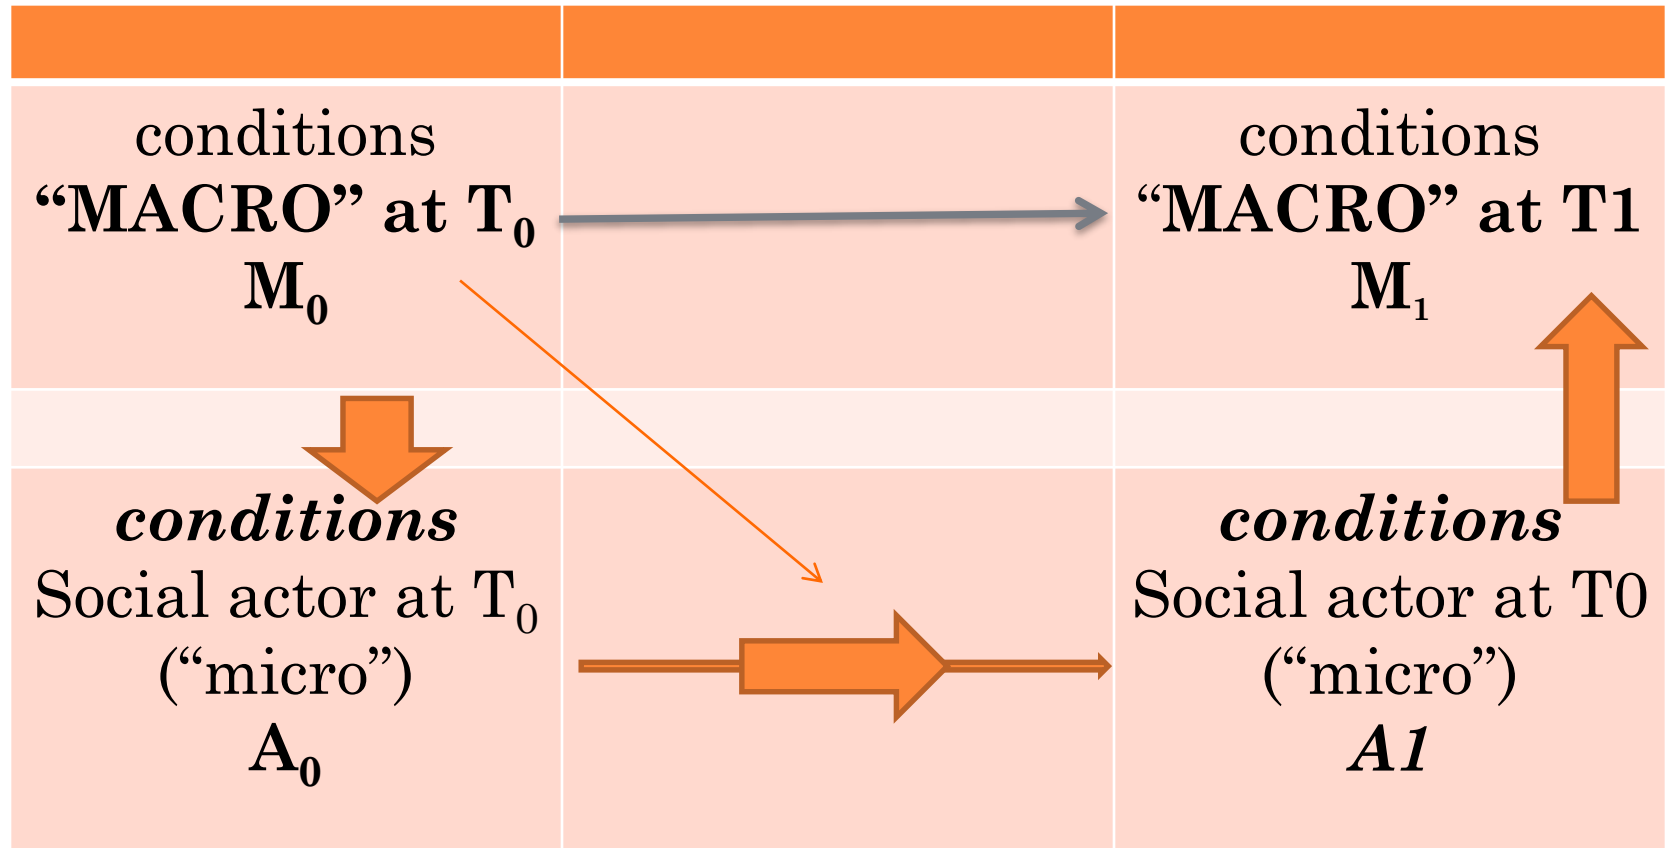 conditions
“MACRO” at T₀
M₀
conditions
“MACRO” at T1
M₁
conditions
Social actor at T₀
(“micro”)
A₀
conditions
Social actor at T0
(“micro”)
A1